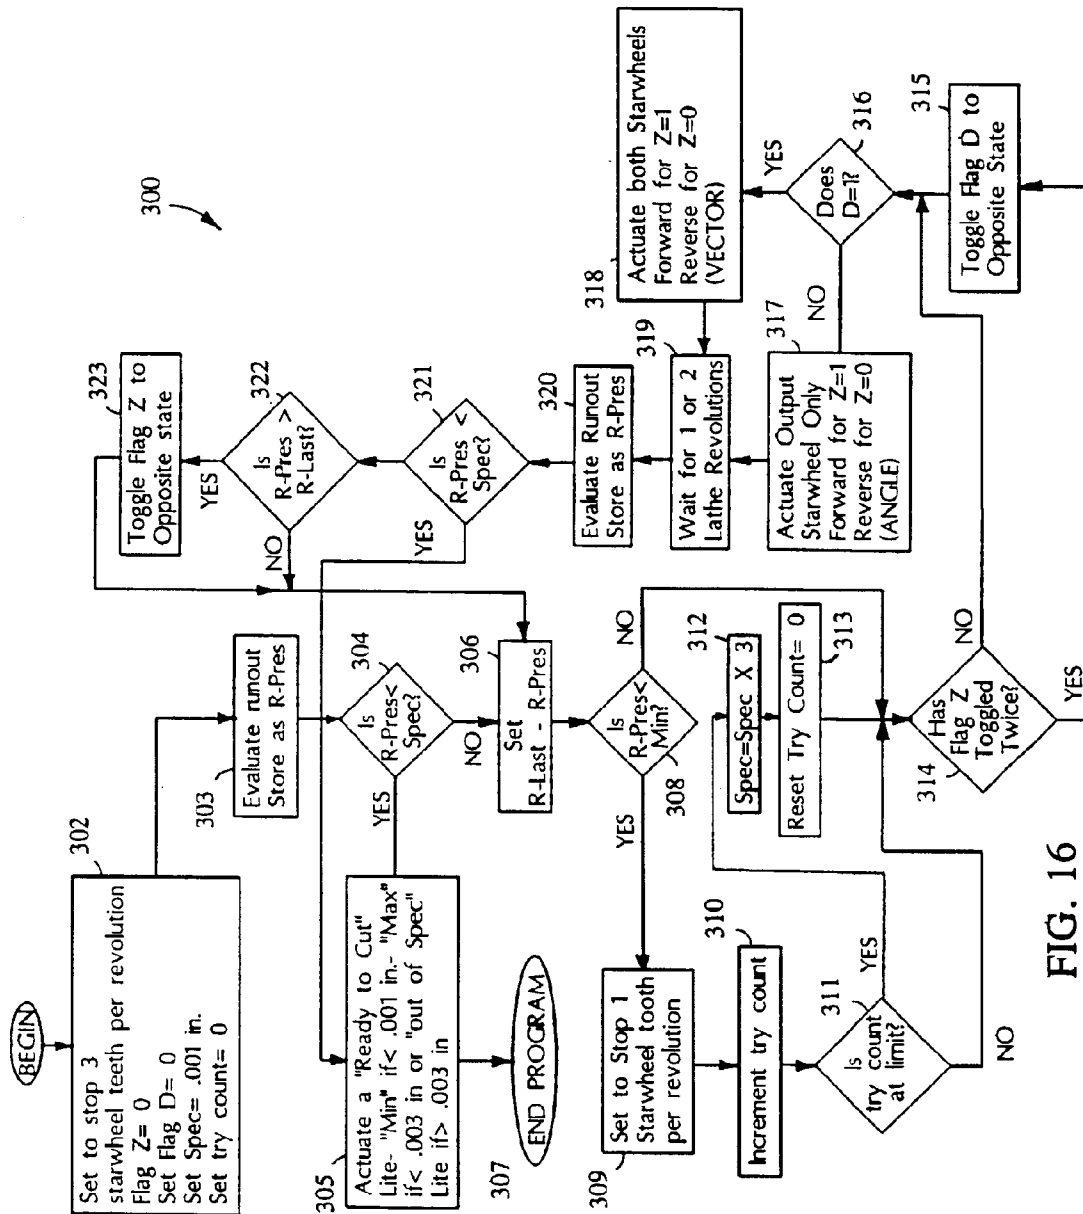 BEGIN
302
Set to stop 3
starwheel teeth per revolution
Flag Z= 0
Set Flag D= 0
Set Spec= .001 in.
Set try count= 0
303
Evaluate runout
Store as R-Pres
304
Is
R-Pres<
Spec?
YES
NO
305
Actuate a "Ready to Cut"
Lite- "Min" if< .001 in.- "Max"
if< .003 in or "out of Spec"
Lite if> .003 in
307
END PROGRAM
306
Set
R-Last - R-Pres
308
Is
R-Pres<
Min?
YES
NO
309
Set to Stop 1
Starwheel tooth
per revolution
310
Increment try count
311
Is
try count
at limit?
YES
NO
312
Spec=Spec X 3
313
Reset Try Count= 0
314
Has
Flag Z
Toggled
Twice?
NO
YES
315
Toggle Flag D to
Opposite State
316
Does
D=1?
YES
NO
317
Actuate Output
Starwheel Only
Forward for Z=1
Reverse for Z=0
(ANGLE)
318
Actuate both Starwheels
Forward for Z=1
Reverse for Z=0
(VECTOR)
319
Wait for 1 or 2
Lathe Revolutions
320
Evaluate Runout
Store as R-Pres
321
Is
R-Pres <
Spec?
YES
322
Is
R-Pres >
R-Last?
YES
NO
323
Toggle Flag Z to
Opposite state
300
FIG. 16